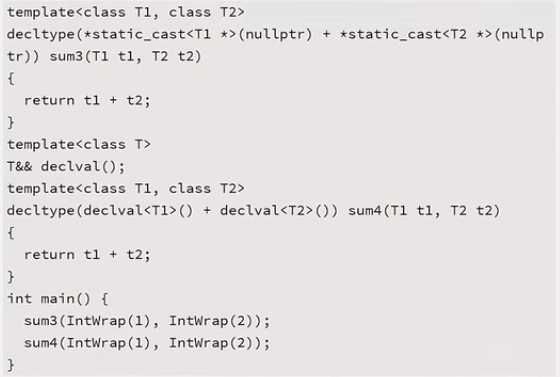 template<class T1, class T2>
decltype(*static_cast<T1 *>(nullptr) + *static_cast<T2 *>(nullp
tr)) sum3(T1 t1, T2 t2)
{
  return t1 + t2;
}
template<class T>
T&& declval();
template<class T1, class T2>
decltype(declval<T1>() + declval<T2>()) sum4(T1 t1, T2 t2)
{
  return t1 + t2;
}
int main() {
  sum3(IntWrap(1), IntWrap(2));
  sum4(IntWrap(1), IntWrap(2));
}